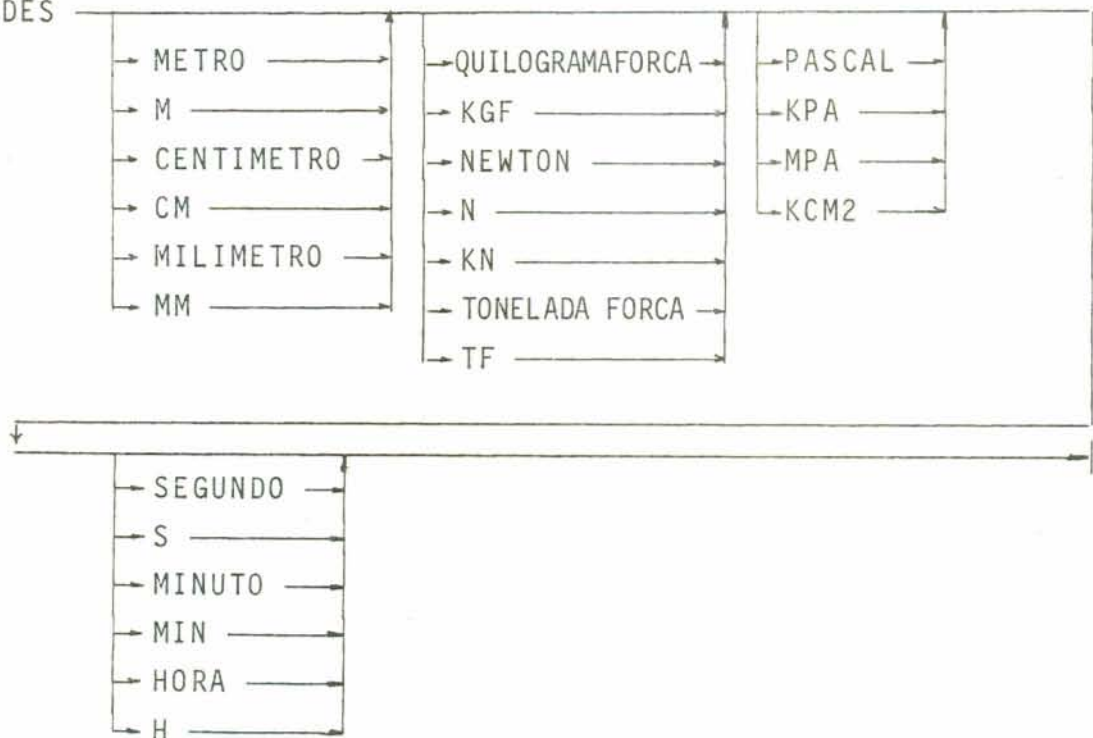 DES
METRO
M
CENTIMETRO
CM
MILIMETRO
MM
QUILOGRAMAFORCA
KGF
NEWTON
N
KN
TONELADA FORCA
TF
PASCAL
KPA
MPA
KCM2
SEGUNDO
S
MINUTO
MIN
HORA
H